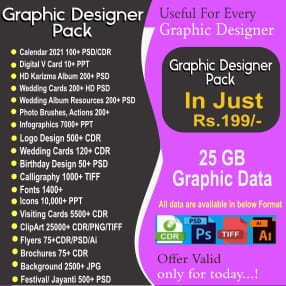 Graphic Designer
Pack
Calendar 2021 100+ PSD/CDR
Digital V Card 10+ PPT
HD Karizma Album 200+ PSD
Wedding Cards 200+ HD PSD
Wedding Album Resources 200+ PSD
Photo Brushes, Actions 200+
Infographics 7000+ PPT
Logo Design 500+ CDR
Wedding Cards 120+ CDR
Birthday Design 50+ PSD
Calligraphy 1000+ TIFF
Fonts 1400+
Icons 10,000+ PPT
Visiting Cards 5500+ CDR
ClipArt 25000+ CDR/PNG/TIFF
Flyers 75+CDR/PSD/Ai
Brochures 75+ CDR
Background 2500+ JPG
Festival/ Jayanti 500+ PSD
Useful For Every
Graphic Designer
Graphic Designer
Pack
In Just
Rs.199/-
25 GB
Graphic Data
All data are available in below Format
CDR
Ps
TIFF
Ai
Ai
Offer Valid
only for today...!